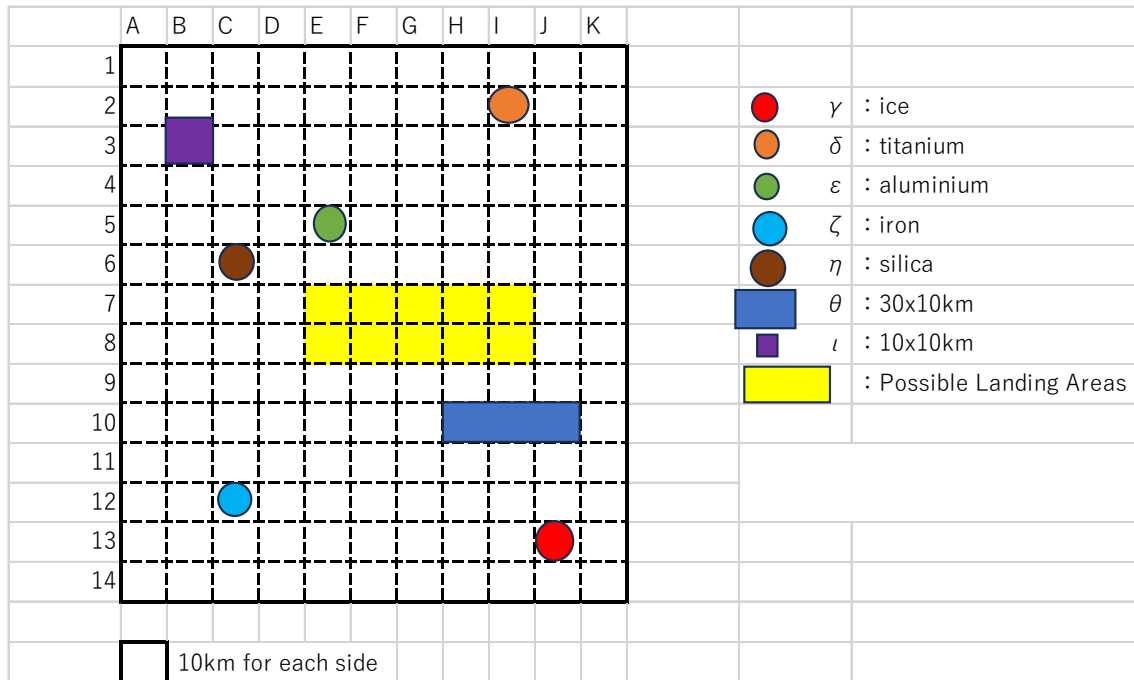 A B C D E F G H I J K
1
2 γ : ice
3 δ : titanium
4 ε : aluminium
5 ζ : iron
6 η : silica
7 θ : 30x10km
8 ι : 10x10km
9 : Possible Landing Areas
10
11
12
13
14
10km for each side